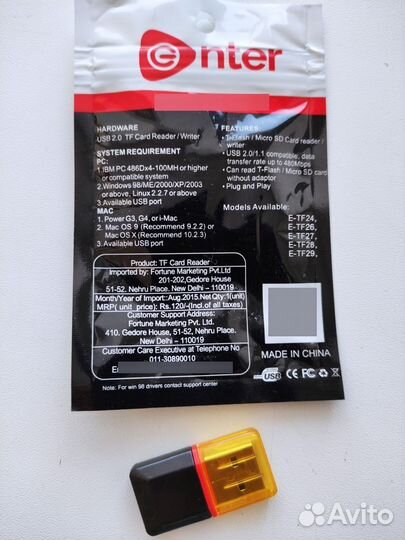 enter
HARDWARE
USB 2.0 TF Card Reader / Writer
SYSTEM REQUIREMENT
PC:
1.IBM PC 486Dx4-100MH or higher
or compatible system
2.Windows 98/ME/2000/XP/2003
or above, Linux 2.2.7 or above
3.Available USB port
MAC
1. Power G3, G4, or i-Mac
2. Mac OS 9 (Recommend 9.2.2) or
Mac OS X (Recommend 10.2.3)
3. Available USB port
FEATURES:
• T-Flash / Micro SD Card reader /
writer
• USB 2.0/1.1 compatible, data
transfer rate up to 480Mbps
• Can read T-Flash / Micro SD card
without adaptor
• Plug and Play
Models Available:
E-TF24,
E-TF26,
E-TF27,
E-TF28,
E-TF29,
Product: TF Card Reader
Imported by: Fortune Marketing Pvt.Ltd
201-202,Gedore House,
51-52, Nehru Place, New Delhi - 110019
Month/Year of Import::Aug.2015.Net Qty:1(unit)
MRP( unit price): Rs.120/-(Incl.of all taxes)
Customer Support Address:
Fortune Marketing Pvt. Ltd.
410, Gedore House, 51-52, Nehru Place.
New Delhi - 110019
Customer Care Executive at Telephone No
011-30890010
MADE IN CHINA
USB CE FC
Note: For win 98 drivers contact support center
Avito